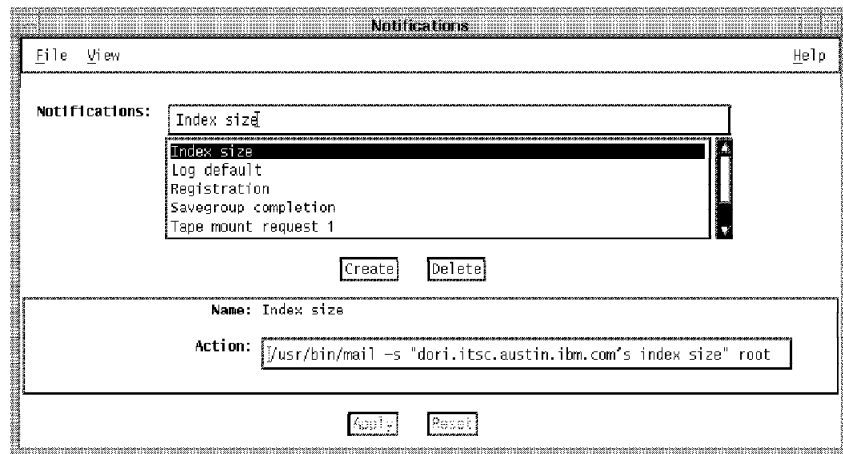 Notifications
File View Help
Notifications: Index size
Index size
Log default
Registration
Savegroup completion
Tape mount request 1
Create Delete
Name: Index size
Action: /usr/bin/mail -s "dori.itsc.austin.ibm.com's index size" root
Apply Reset